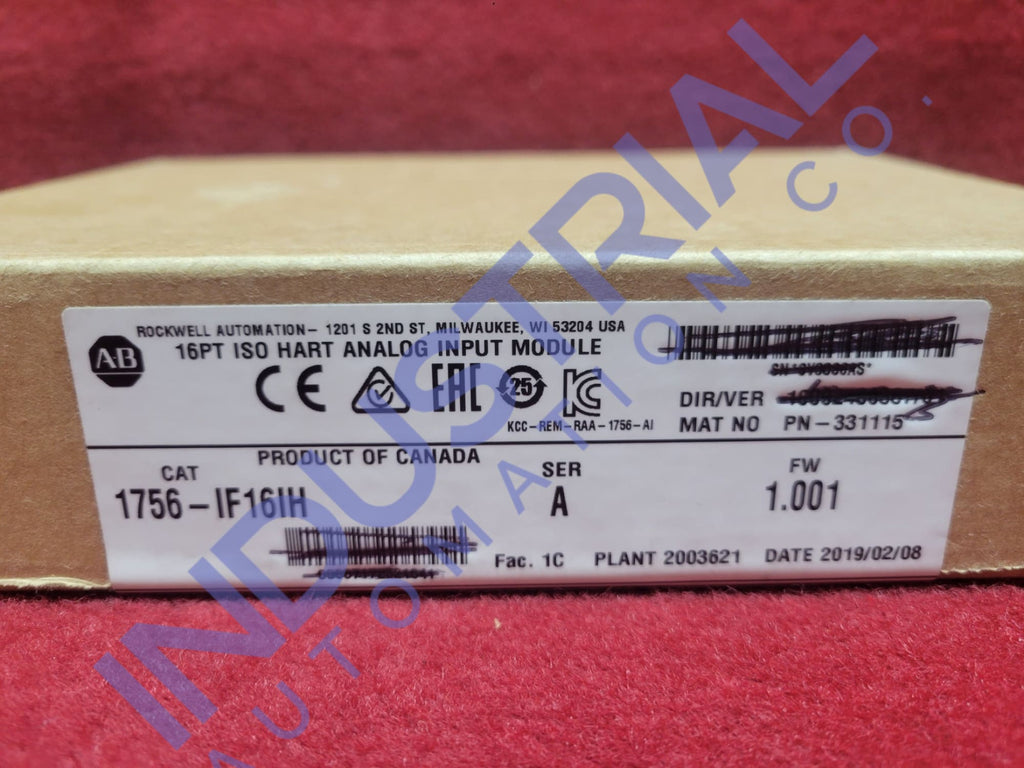 ROCKWELL AUTOMATION- 1201 S 2ND ST, MILWAUKEE, WI 53204 USA
A-B
16PT ISO HART ANALOG INPUT MODULE
CE EAC 25 KC
KCC-REM-RAA-1756-AI
DIR/VER
MAT NO PN-331115
PRODUCT OF CANADA
CAT
1756-IF16IH
SER
A
FW
1.001
Fac. 1C PLANT 2003621 DATE 2019/02/08
INDUSTRIAL
AUTOMATION CO.